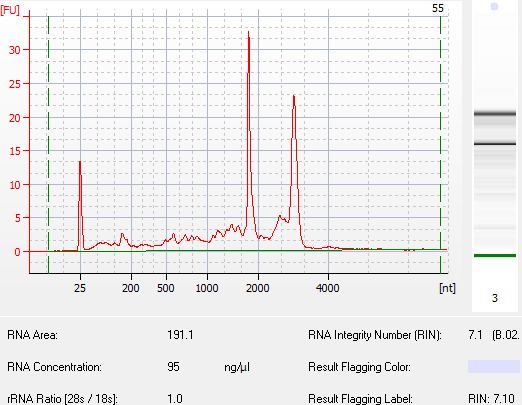 [FU]
55
30
25
20
15
10
5
0
25 200 500 1000 2000 4000 [nt]
3
RNA Area: 191.1 RNA Integrity Number (RIN): 7.1 (B.02.
RNA Concentration: 95 ng/µl Result Flagging Color:
rRNA Ratio [28s / 18s]: 1.0 Result Flagging Label: RIN: 7.10